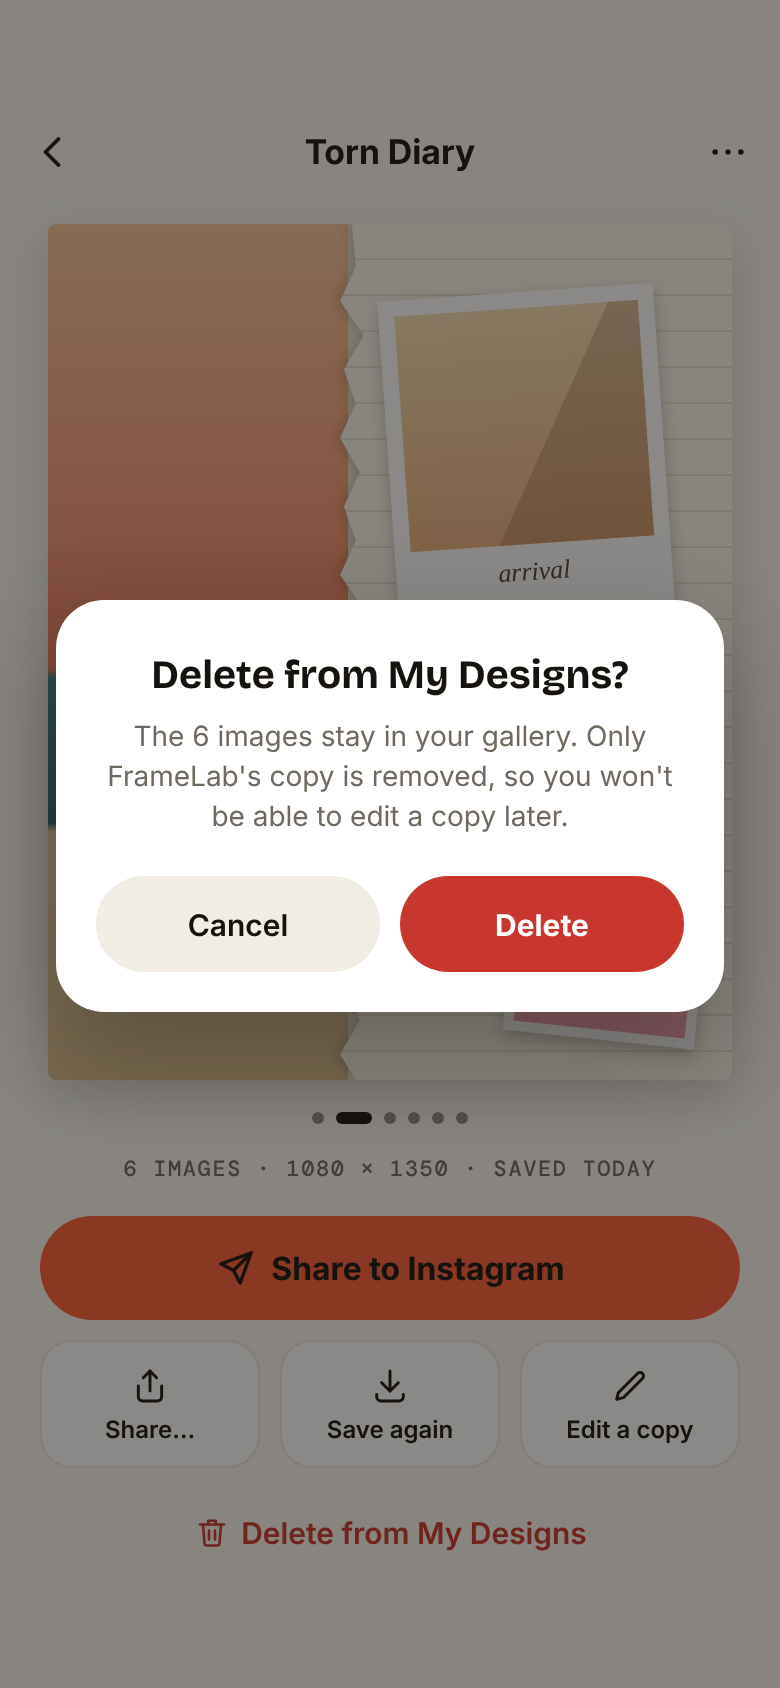 Torn Diary
arrival
Delete from My Designs?
The 6 images stay in your gallery. Only
FrameLab's copy is removed, so you won't
be able to edit a copy later.
Cancel
Delete
6 IMAGES · 1080 × 1350 · SAVED TODAY
Share to Instagram
Share...
Save again
Edit a copy
Delete from My Designs